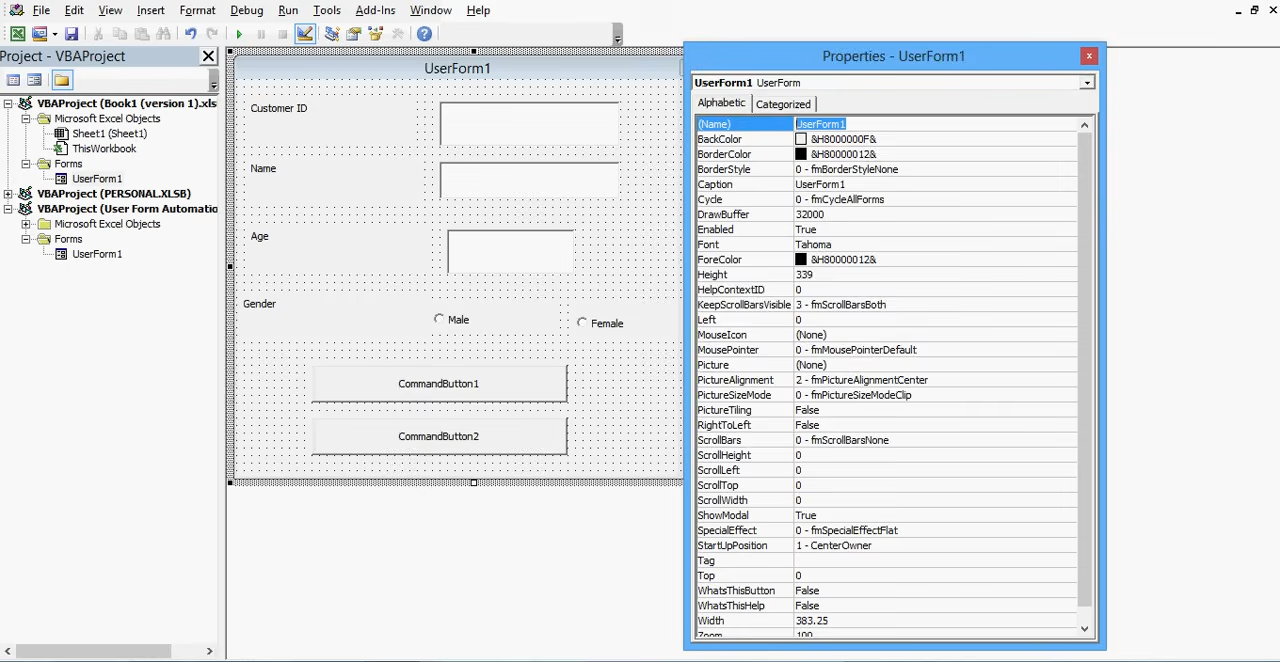 File Edit View Insert Format Debug Run Tools Add-Ins Window Help
Project - VBAProject
VBAProject (Book1 (version 1).xls
Microsoft Excel Objects
Sheet1 (Sheet1)
ThisWorkbook
Forms
UserForm1
VBAProject (PERSONAL.XLSB)
VBAProject (User Form Automatio
Microsoft Excel Objects
Forms
UserForm1
UserForm1
Customer ID
Name
Age
Gender
Male
Female
CommandButton1
CommandButton2
Properties - UserForm1
UserForm1 UserForm
Alphabetic Categorized
(Name) UserForm1
BackColor &H8000000F&
BorderColor &H80000012&
BorderStyle 0 - fmBorderStyleNone
Caption UserForm1
Cycle 0 - fmCycleAllForms
DrawBuffer 32000
Enabled True
Font Tahoma
ForeColor &H80000012&
Height 339
HelpContextID 0
KeepScrollBarsVisible 3 - fmScrollBarsBoth
Left 0
MouseIcon (None)
MousePointer 0 - fmMousePointerDefault
Picture (None)
PictureAlignment 2 - fmPictureAlignmentCenter
PictureSizeMode 0 - fmPictureSizeModeClip
PictureTiling False
RightToLeft False
ScrollBars 0 - fmScrollBarsNone
ScrollHeight 0
ScrollLeft 0
ScrollTop 0
ScrollWidth 0
ShowModal True
SpecialEffect 0 - fmSpecialEffectFlat
StartUpPosition 1 - CenterOwner
Tag
Top 0
WhatsThisButton False
WhatsThisHelp False
Width 383.25
Zoom 100